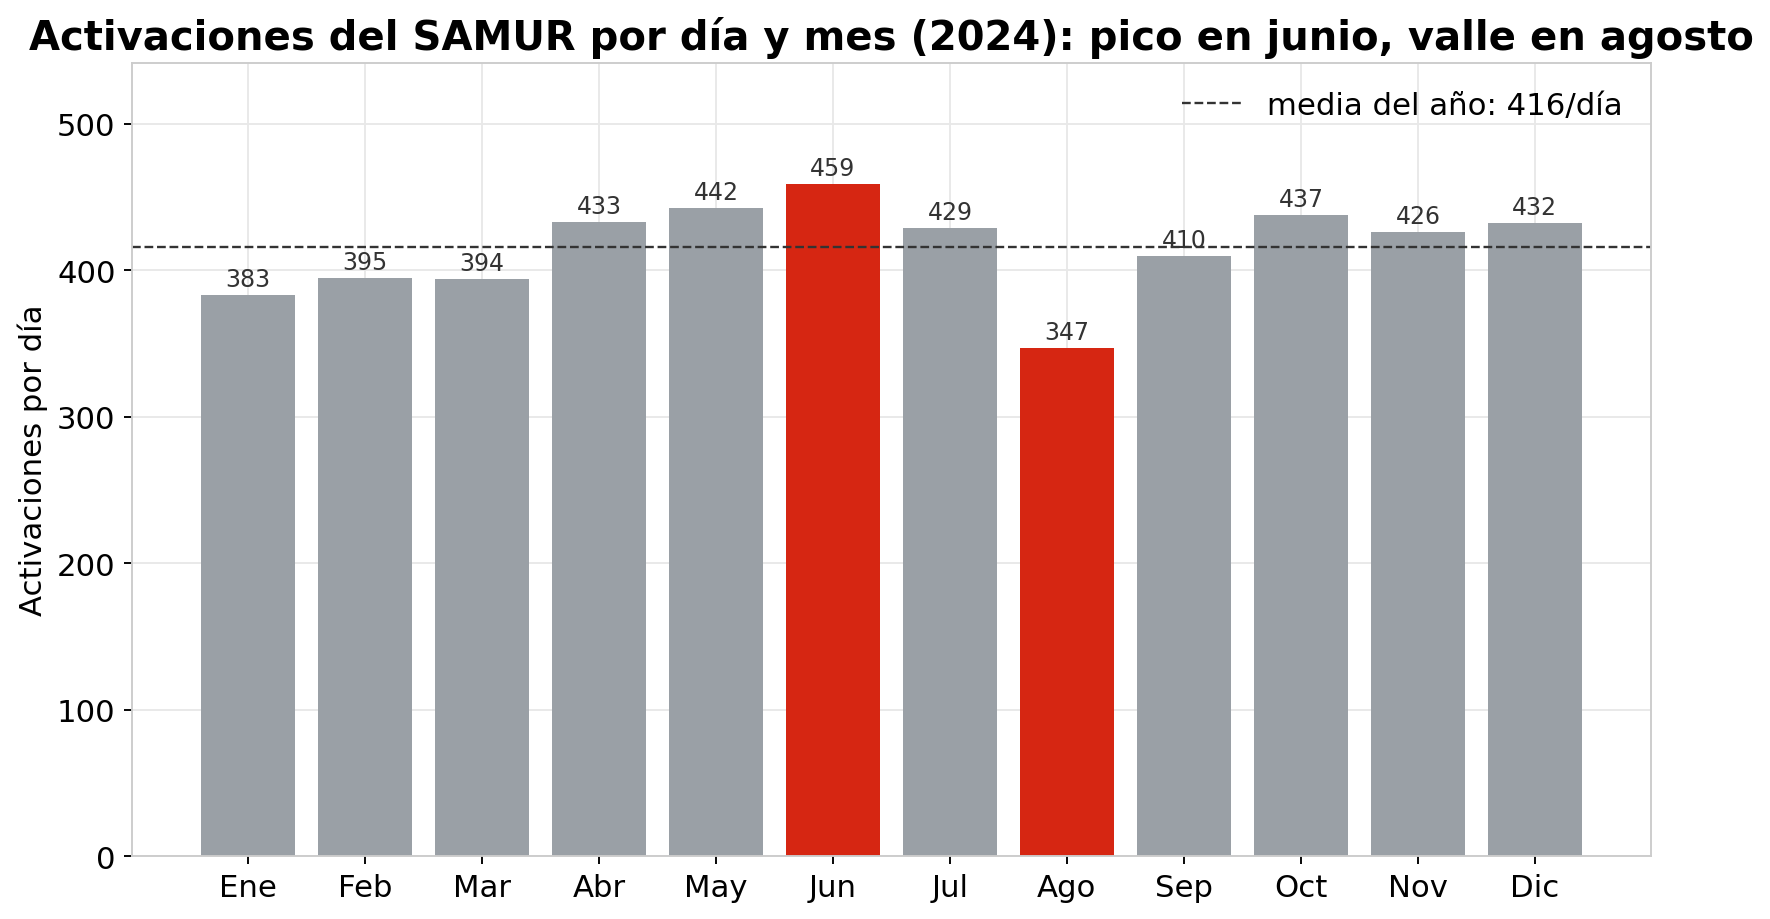 Activaciones del SAMUR por día y mes (2024): pico en junio, valle en agosto
media del año: 416/día
Activaciones por día
500
400
300
200
100
0
383
395
394
433
442
459
429
347
410
437
426
432
Ene
Feb
Mar
Abr
May
Jun
Jul
Ago
Sep
Oct
Nov
Dic